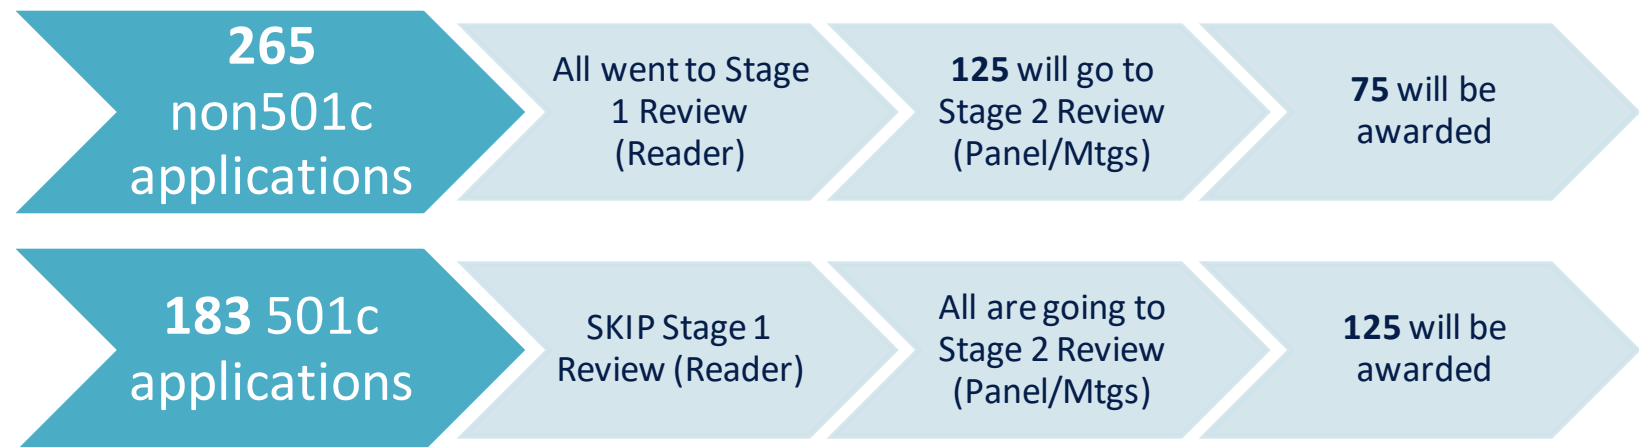 265
non501c
applications
All went to Stage
1 Review
(Reader)
125 will go to
Stage 2 Review
(Panel/Mtgs)
75 will be
awarded
183 501c
applications
SKIP Stage 1
Review (Reader)
All are going to
Stage 2 Review
(Panel/Mtgs)
125 will be
awarded